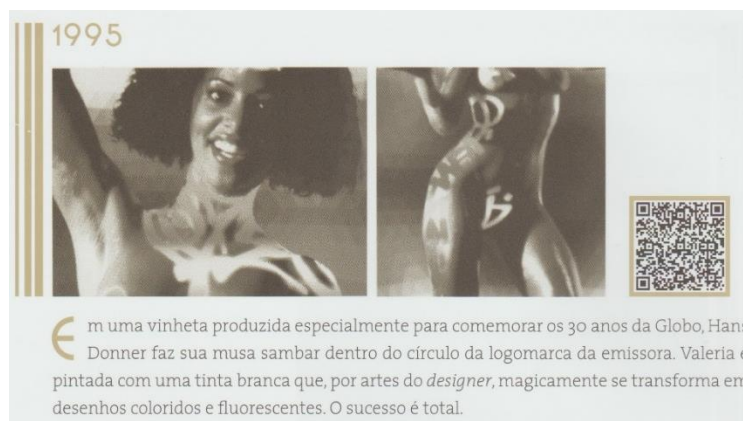 1995
Em uma vinheta produzida especialmente para comemorar os 30 anos da Globo,
Donner faz sua musa sambar dentro do círculo da logomarca da emissora. Valeria
pintada com uma tinta branca que, por artes do designer, magicamente se transforma em
desenhos coloridos e fluorescentes. O sucesso é total.